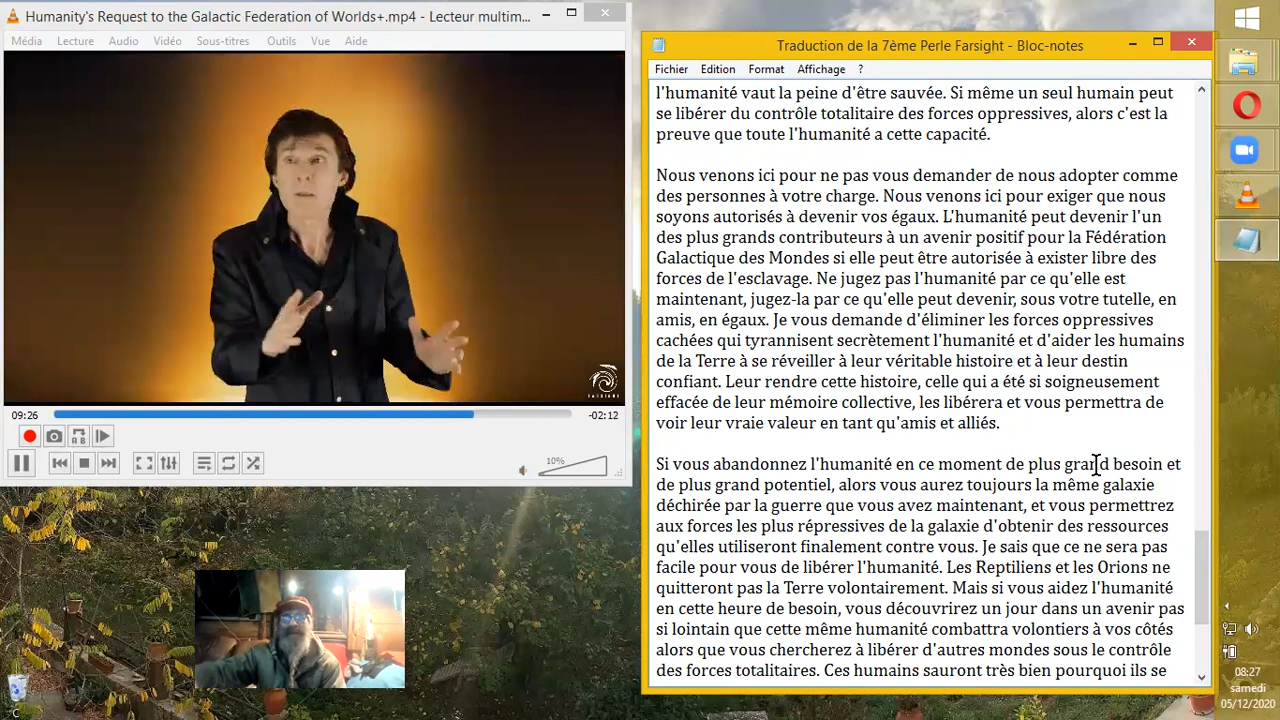 Humanity's Request to the Galactic Federation of Worlds+.mp4 - Lecteur multim...
Média Lecture Audio Vidéo Sous-titres Outils Vue Aide
FARSIGHT
09:26
-02:12
A B
10%
Traduction de la 7ème Perle Farsight - Bloc-notes
Fichier Edition Format Affichage ?
l'humanité vaut la peine d'être sauvée. Si même un seul humain peut
se libérer du contrôle totalitaire des forces oppressives, alors c'est la
preuve que toute l'humanité a cette capacité.
Nous venons ici pour ne pas vous demander de nous adopter comme
des personnes à votre charge. Nous venons ici pour exiger que nous
soyons autorisés à devenir vos égaux. L'humanité peut devenir l'un
des plus grands contributeurs à un avenir positif pour la Fédération
Galactique des Mondes si elle peut être autorisée à exister libre des
forces de l'esclavage. Ne jugez pas l'humanité par ce qu'elle est
maintenant, jugez-la par ce qu'elle peut devenir, sous votre tutelle, en
amis, en égaux. Je vous demande d'éliminer les forces oppressives
cachées qui tyrannisent secrètement l'humanité et d'aider les humains
de la Terre à se réveiller à leur véritable histoire et à leur destin
confiant. Leur rendre cette histoire, celle qui a été si soigneusement
effacée de leur mémoire collective, les libérera et vous permettra de
voir leur vraie valeur en tant qu'amis et alliés.
Si vous abandonnez l'humanité en ce moment de plus grand besoin et
de plus grand potentiel, alors vous aurez toujours la même galaxie
déchirée par la guerre que vous avez maintenant, et vous permettrez
aux forces les plus répressives de la galaxie d'obtenir des ressources
qu'elles utiliseront finalement contre vous. Je sais que ce ne sera pas
facile pour vous de libérer l'humanité. Les Reptiliens et les Orions ne
quitteront pas la Terre volontairement. Mais si vous aidez l'humanité
en cette heure de besoin, vous découvrirez un jour dans un avenir pas
si lointain que cette même humanité combattra volontiers à vos côtés
alors que vous chercherez à libérer d'autres mondes sous le contrôle
des forces totalitaires. Ces humains sauront très bien pourquoi ils se
08:27
samedi
05/12/2020
C